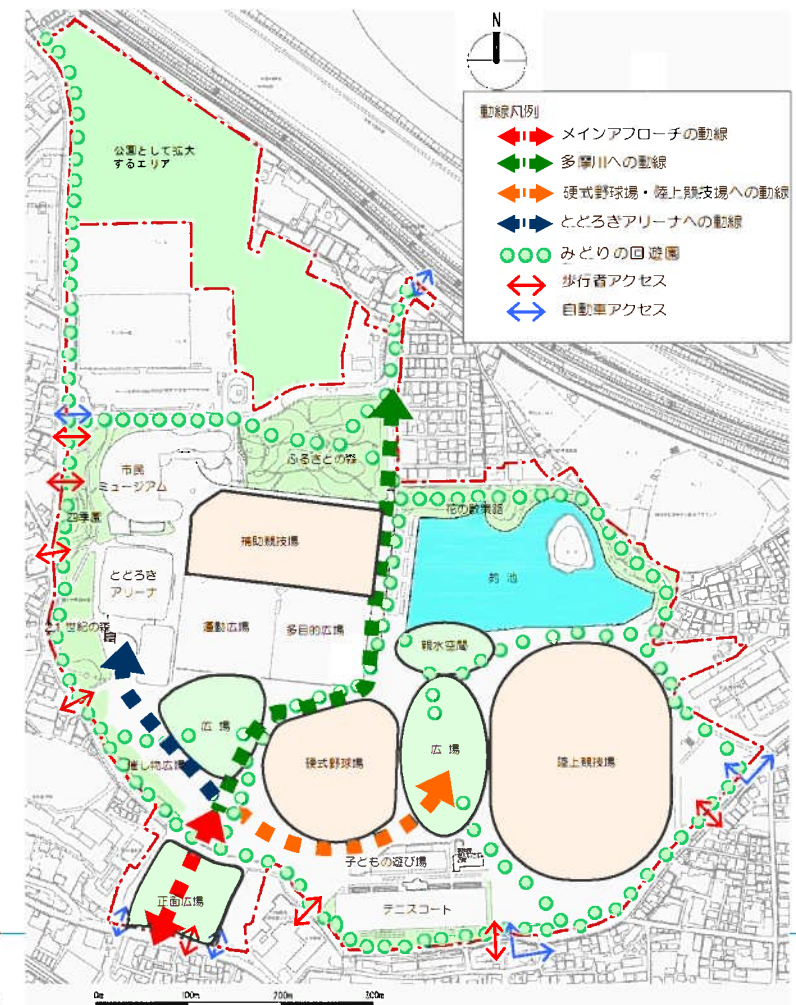 N
動線凡例
メインアプローチの動線
多摩川への動線
硬式野球場・陸上競技場への動線
とどろきアリーナへの動線
みどりの回遊園
歩行者アクセス
自動車アクセス
公園として拡大
するエリア
ふるさとの森
市民
ミュージアム
四季園
花の散策路
補助競技場
釣池
とどろき
アリーナ
運動広場
多目的広場
21世紀の森
親水空間
広場
催し物広場
硬式野球場
広場
陸上競技場
子どもの遊び場
正面広場
テニスコート
0m
100m
200m
300m